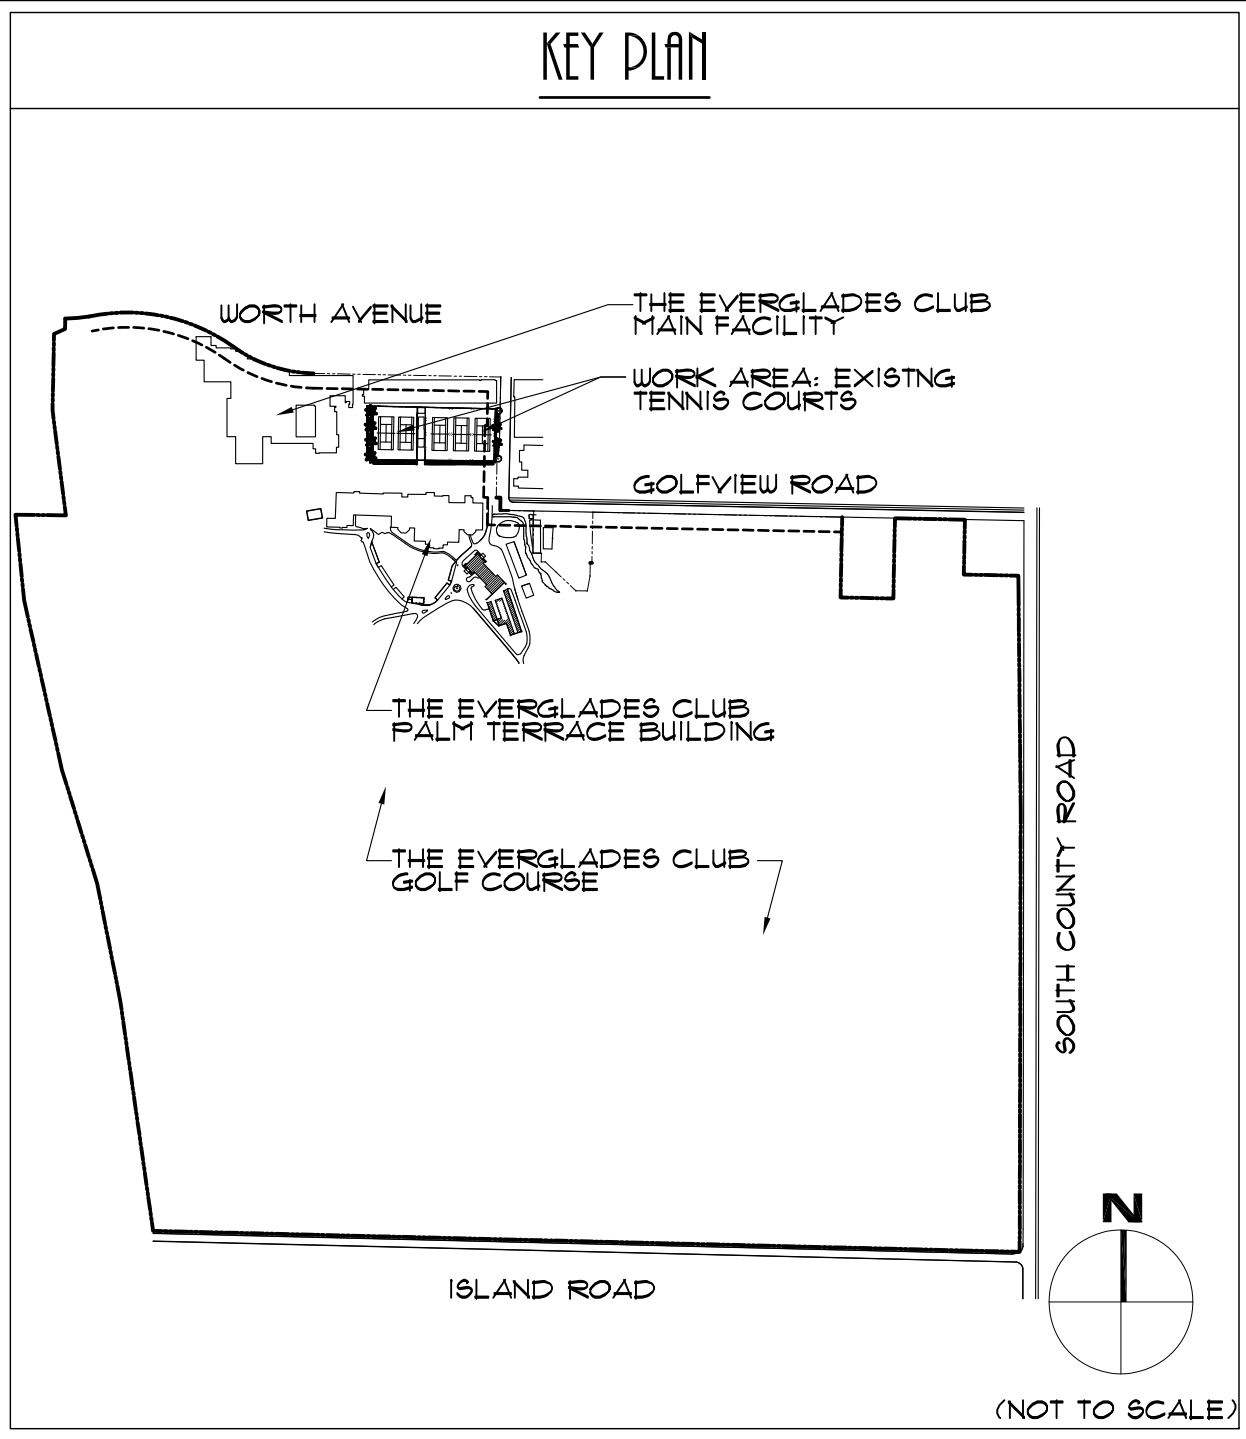 KEY PLAN
WORTH AVENUE
THE EVERGLADES CLUB
MAIN FACILITY
WORK AREA: EXISTNG
TENNIS COURTS
GOLFVIEW ROAD
THE EVERGLADES CLUB
PALM TERRACE BUILDING
THE EVERGLADES CLUB
GOLF COURSE
SOUTH COUNTY ROAD
ISLAND ROAD
N
(NOT TO SCALE)